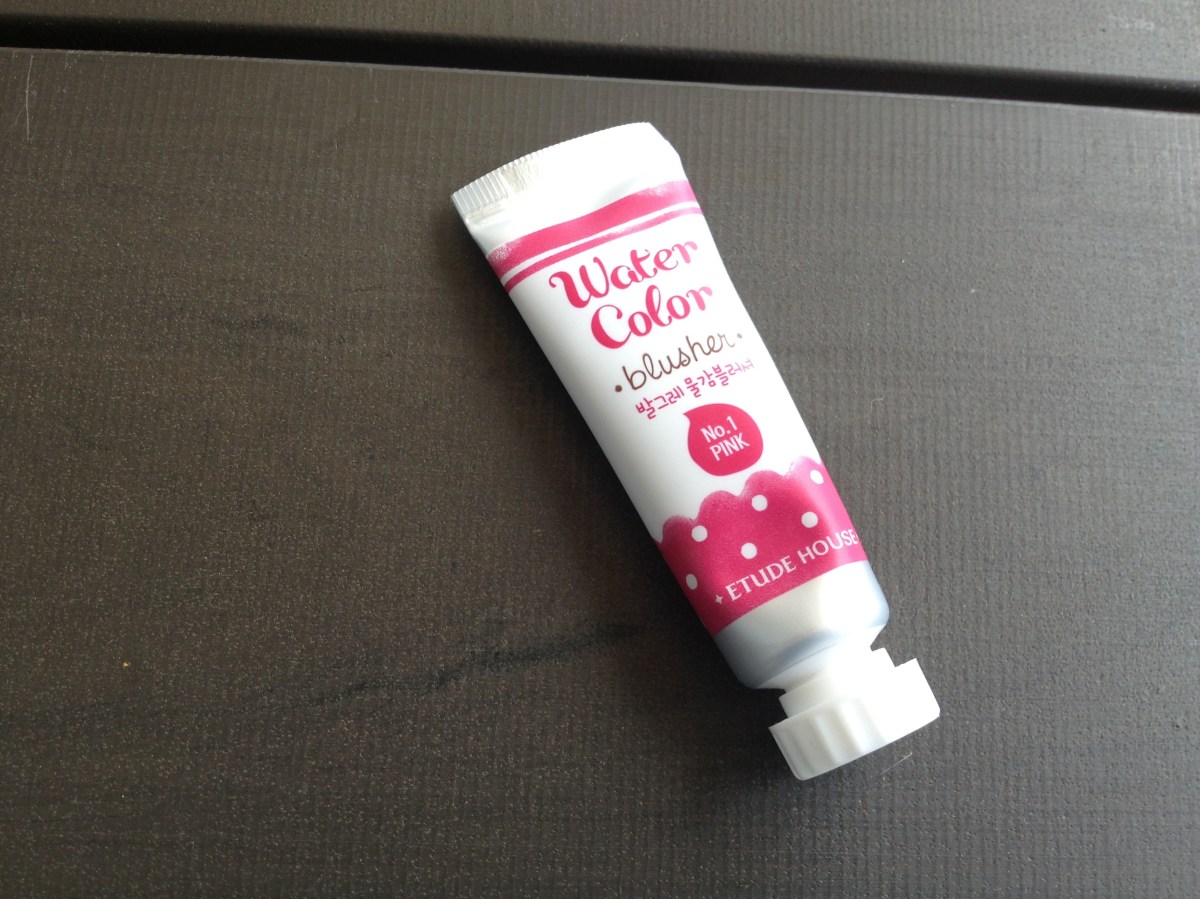 Water
Color
blusher
발그레 물감블러셔
No.1
PINK
ETUDE HOUSE